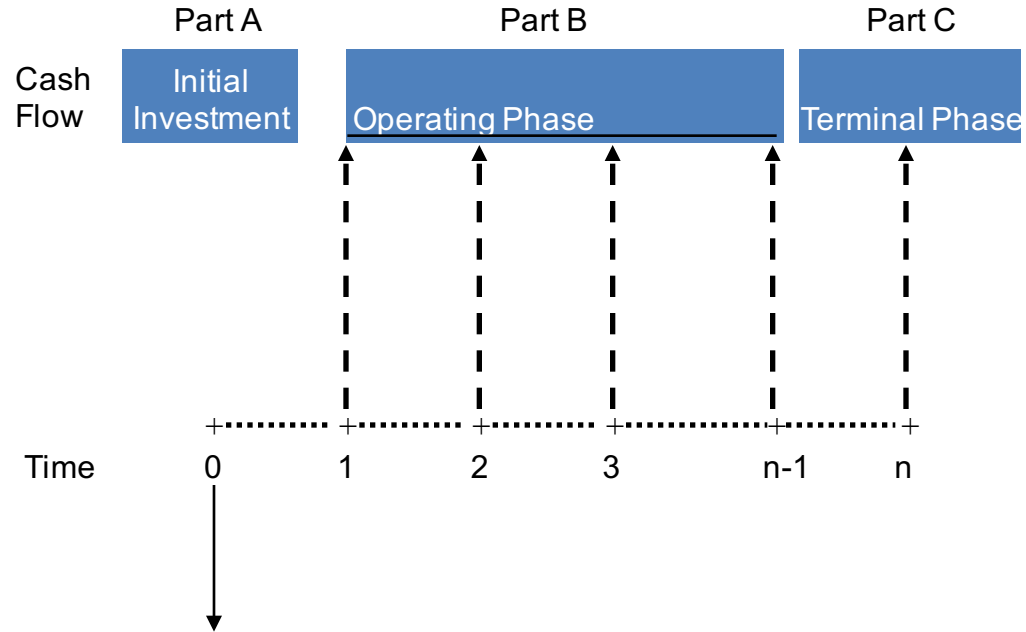 Part A Part B Part C
Cash
Flow
Initial
Investment
Operating Phase
Terminal Phase
Time 0 1 2 3 n-1 n